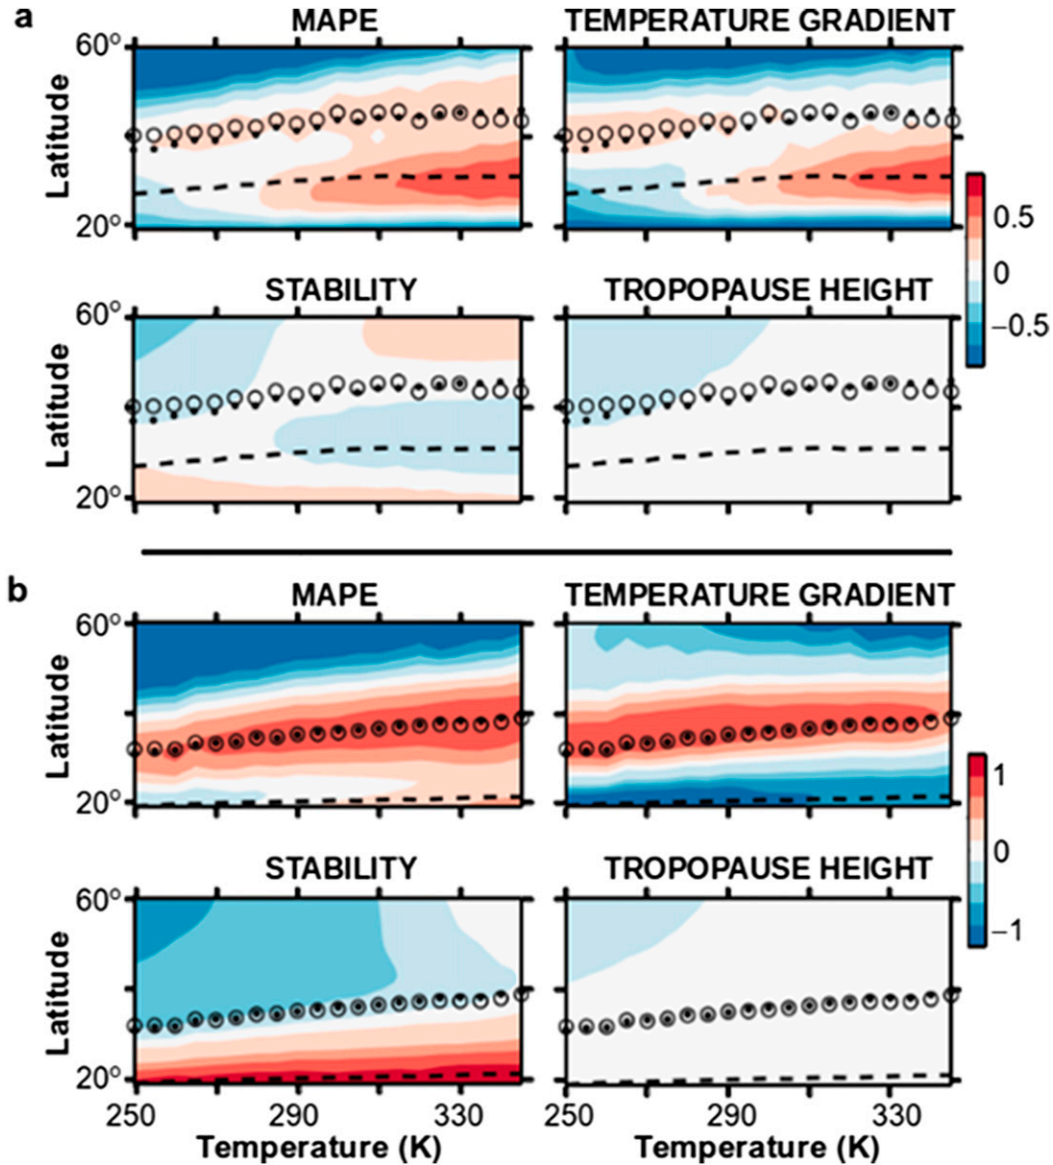 a
MAPE TEMPERATURE GRADIENT
60°
Latitude
20°
0.5
0
−0.5
STABILITY TROPOPAUSE HEIGHT
60°
Latitude
20°
b
MAPE TEMPERATURE GRADIENT
60°
Latitude
20°
1
0
−1
STABILITY TROPOPAUSE HEIGHT
60°
Latitude
20°
250 290 330 250 290 330
Temperature (K) Temperature (K)